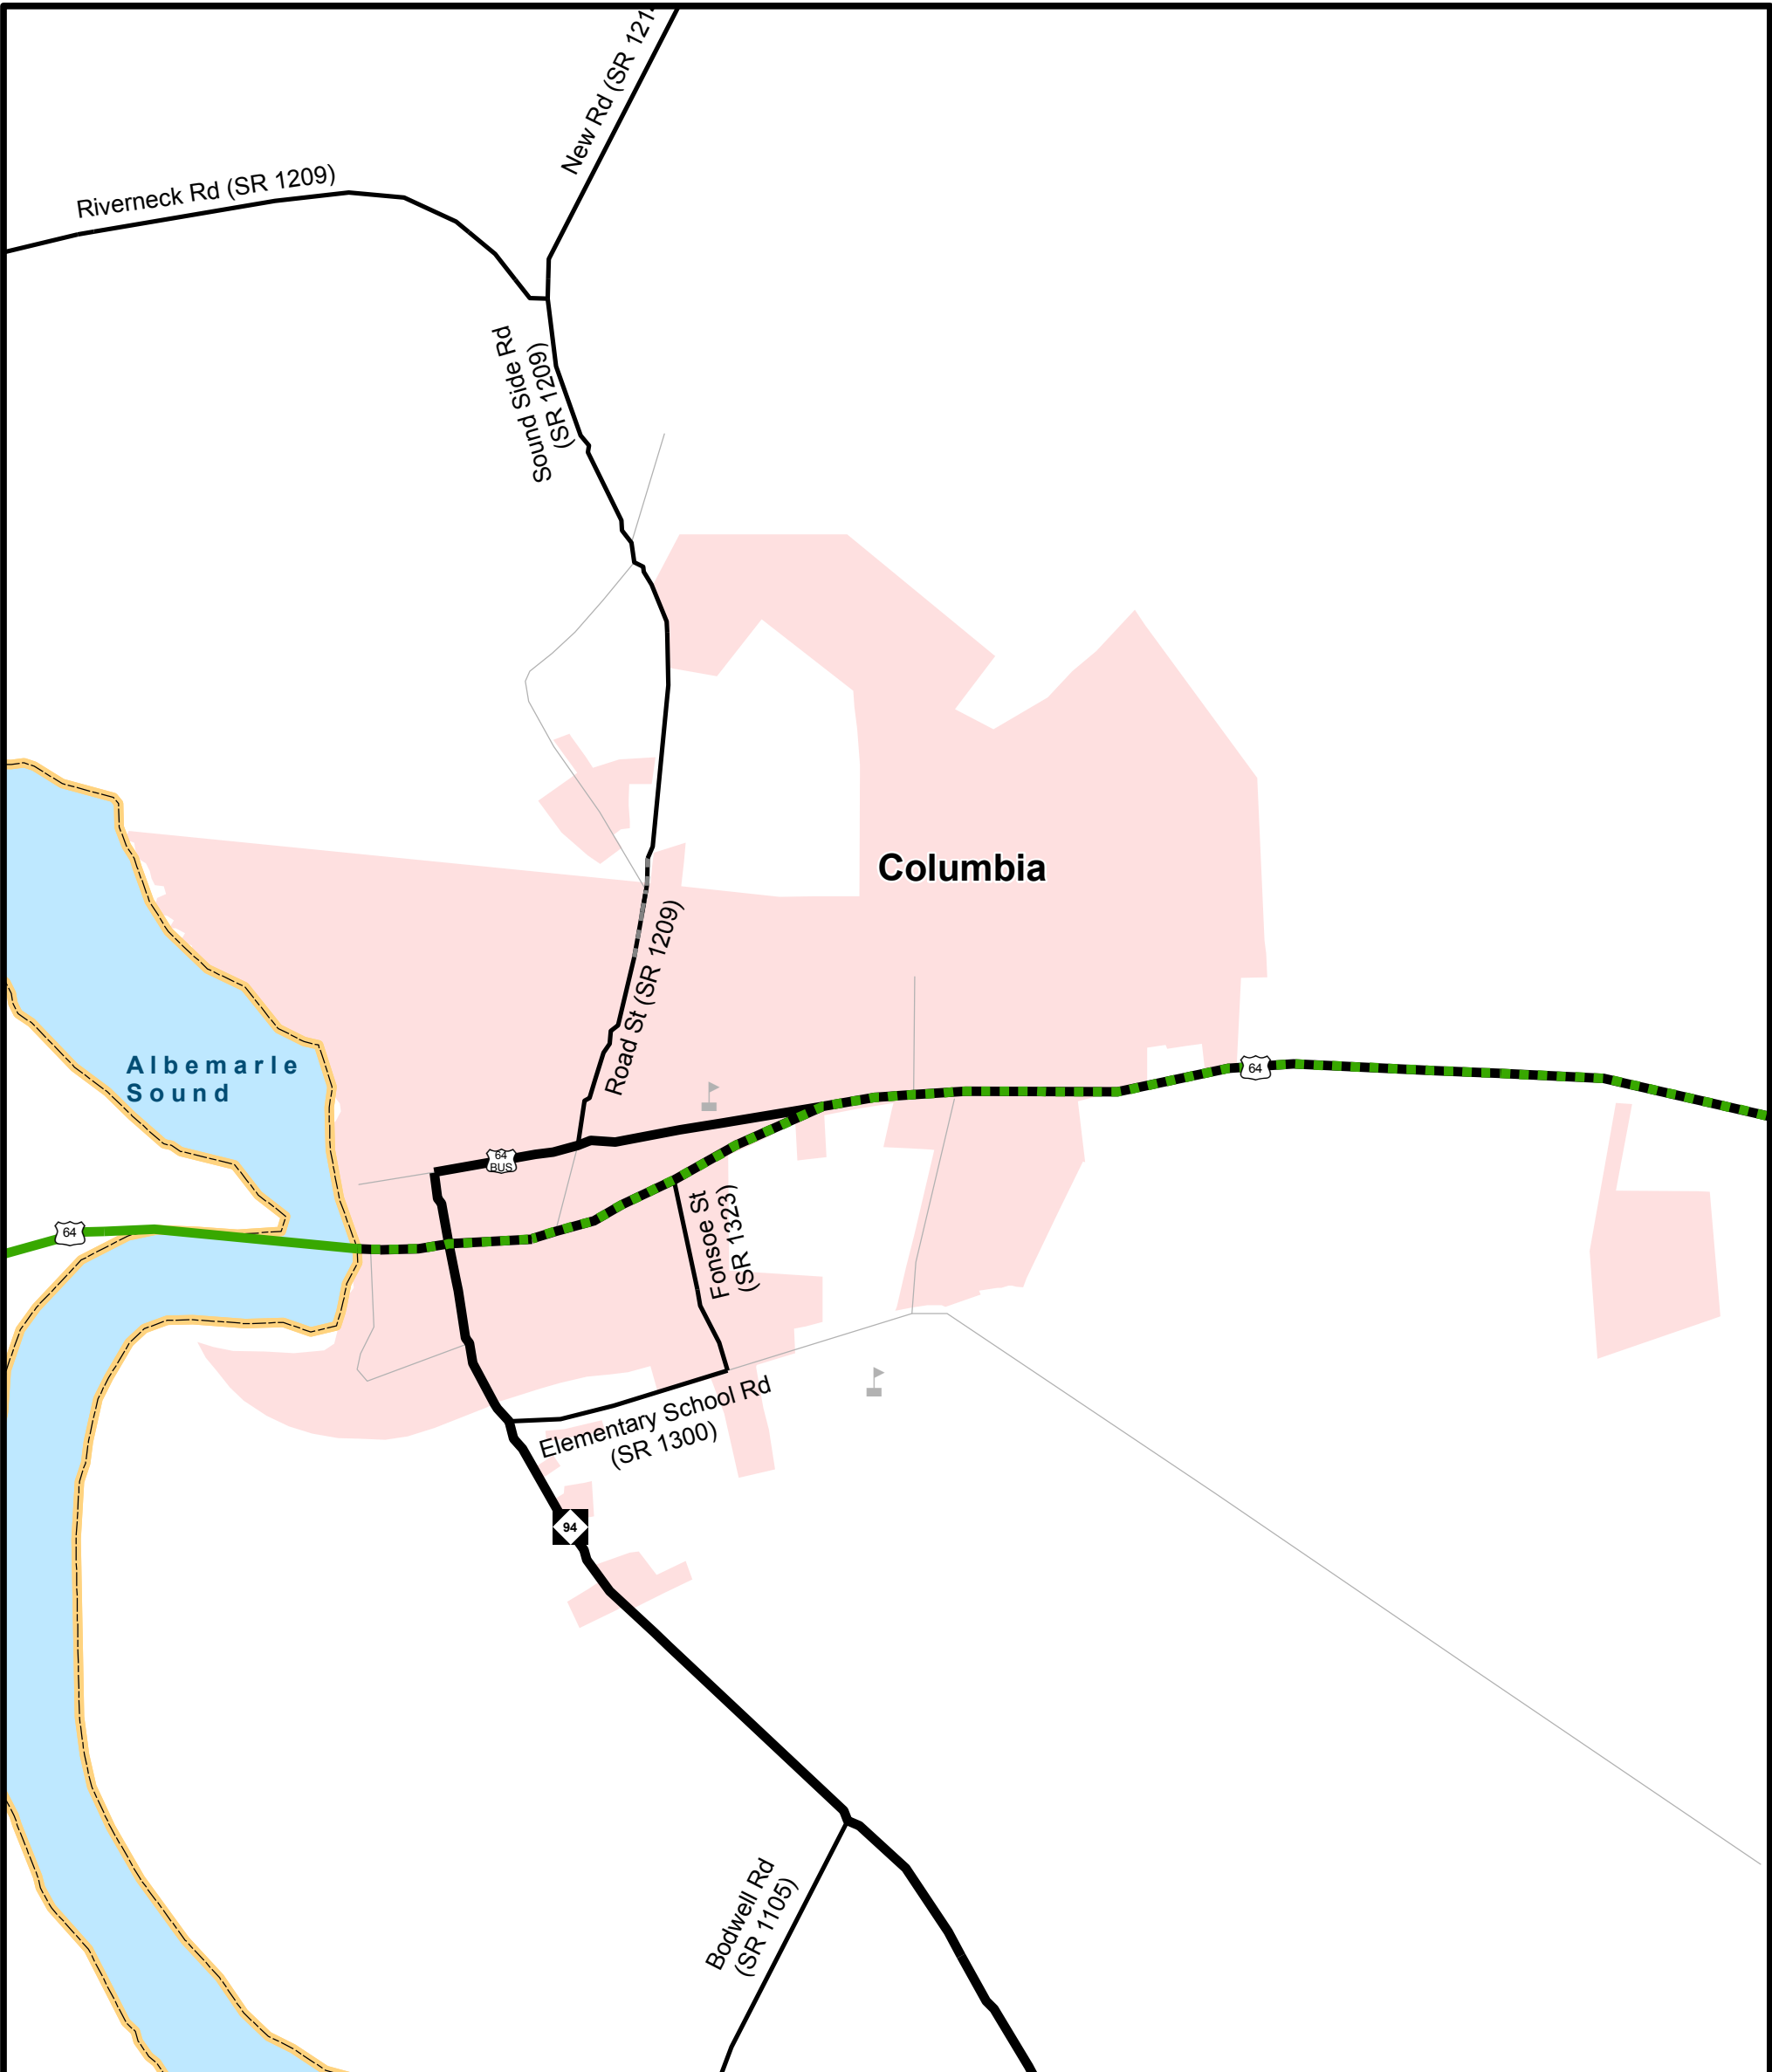 New Rd (SR 121
Riverneck Rd (SR 1209)
Sound Side Rd
(SR 1209)
Columbia
Road St (SR 1209)
Albemarle
Sound
64
64
BUS
64
Fonsoe St
(SR 1323)
Elementary School Rd
(SR 1300)
94
Bodwell Rd
(SR 1105)